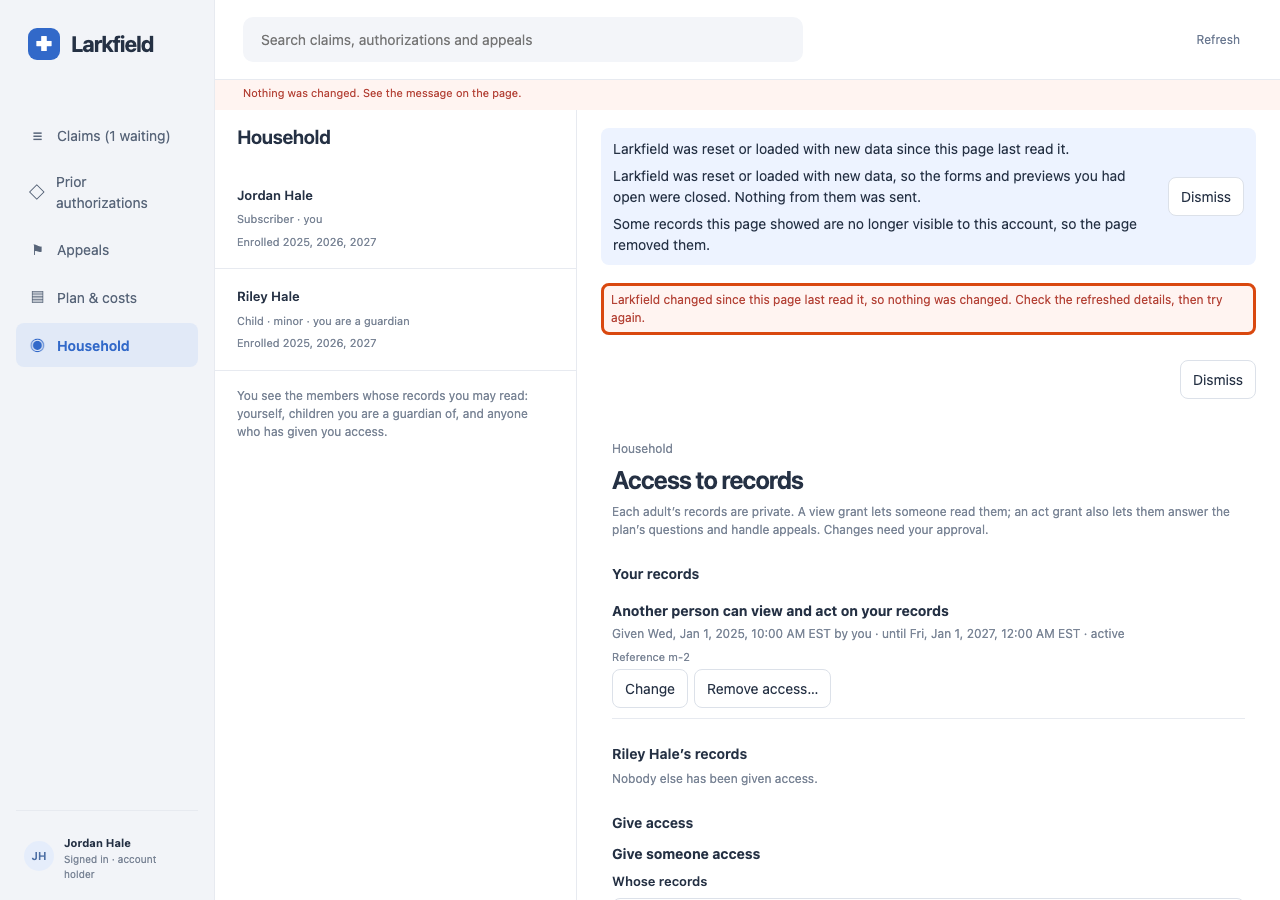 Larkfield
Search claims, authorizations and appeals
Refresh
Nothing was changed. See the message on the page.
Claims (1 waiting)
Prior
authorizations
Appeals
Plan & costs
Household
Jordan Hale
Signed in · account
holder
JH
Household
Jordan Hale
Subscriber · you
Enrolled 2025, 2026, 2027
Riley Hale
Child · minor · you are a guardian
Enrolled 2025, 2026, 2027
You see the members whose records you may read:
yourself, children you are a guardian of, and anyone
who has given you access.
Larkfield was reset or loaded with new data since this page last read it.
Larkfield was reset or loaded with new data, so the forms and previews you had
open were closed. Nothing from them was sent.
Some records this page showed are no longer visible to this account, so the page
removed them.
Dismiss
Larkfield changed since this page last read it, so nothing was changed. Check the refreshed details, then try
again.
Dismiss
Household
Access to records
Each adult’s records are private. A view grant lets someone read them; an act grant also lets them answer the
plan’s questions and handle appeals. Changes need your approval.
Your records
Another person can view and act on your records
Given Wed, Jan 1, 2025, 10:00 AM EST by you · until Fri, Jan 1, 2027, 12:00 AM EST · active
Reference m-2
Change
Remove access…
Riley Hale’s records
Nobody else has been given access.
Give access
Give someone access
Whose records